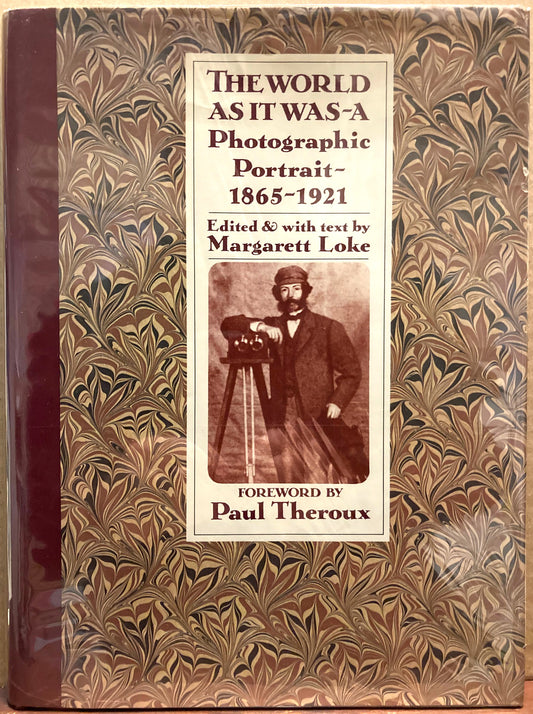 THE WORLD
AS IT WAS-A
Photographic
Portrait-
1865-1921
Edited & with text by
Margarett Loke
FOREWORD BY
Paul Theroux